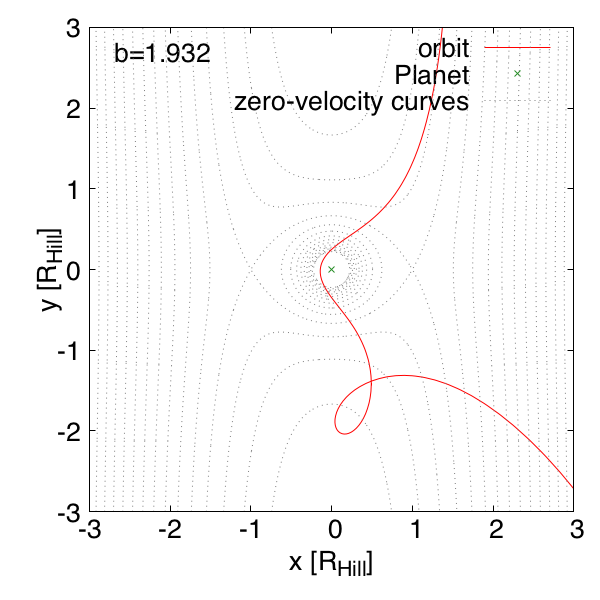 b=1.932
orbit
Planet
zero-velocity curves
3
2
1
0
-1
-2
-3
y [R_Hill]
-3
-2
-1
0
1
2
3
x [R_Hill]